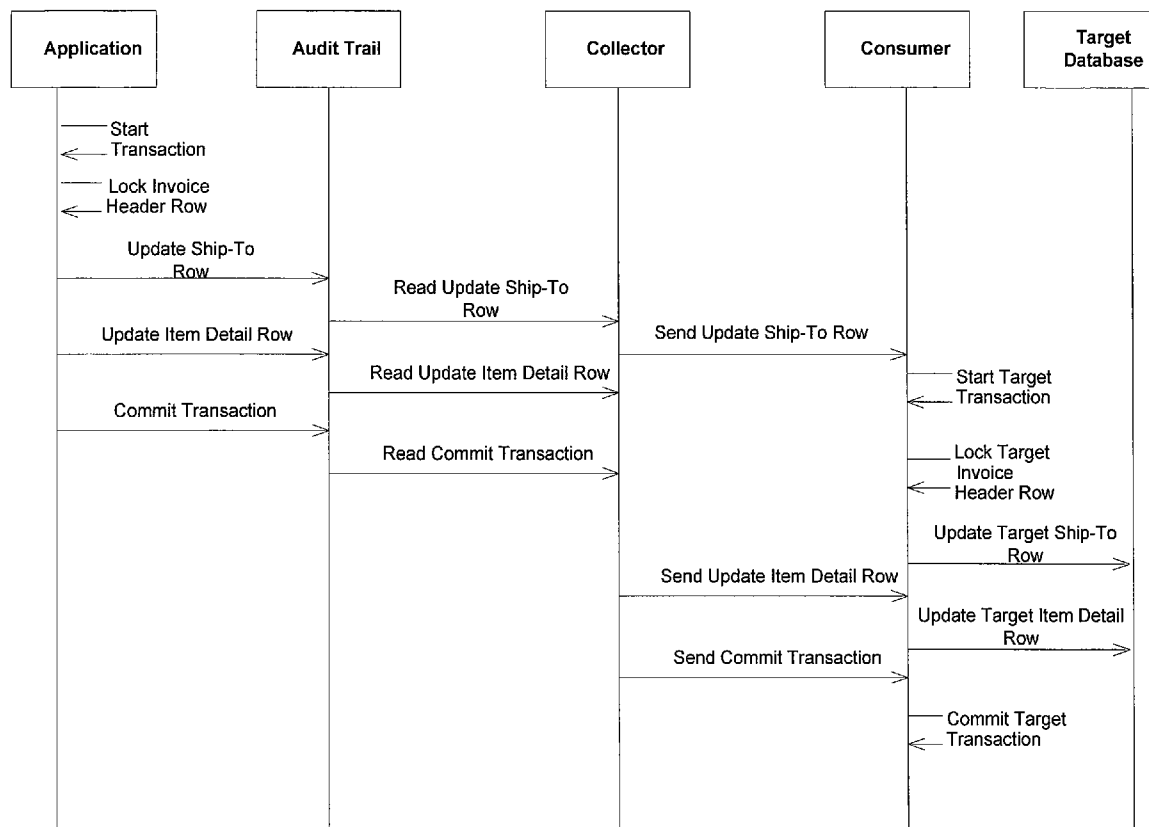 Application
Audit Trail
Collector
Consumer
Target
Database
Start
Transaction
Lock Invoice
Header Row
Update Ship-To
Row
Read Update Ship-To
Row
Update Item Detail Row
Send Update Ship-To Row
Read Update Item Detail Row
Start Target
Transaction
Commit Transaction
Read Commit Transaction
Lock Target
Invoice
Header Row
Update Target Ship-To
Row
Send Update Item Detail Row
Update Target Item Detail
Row
Send Commit Transaction
Commit Target
Transaction